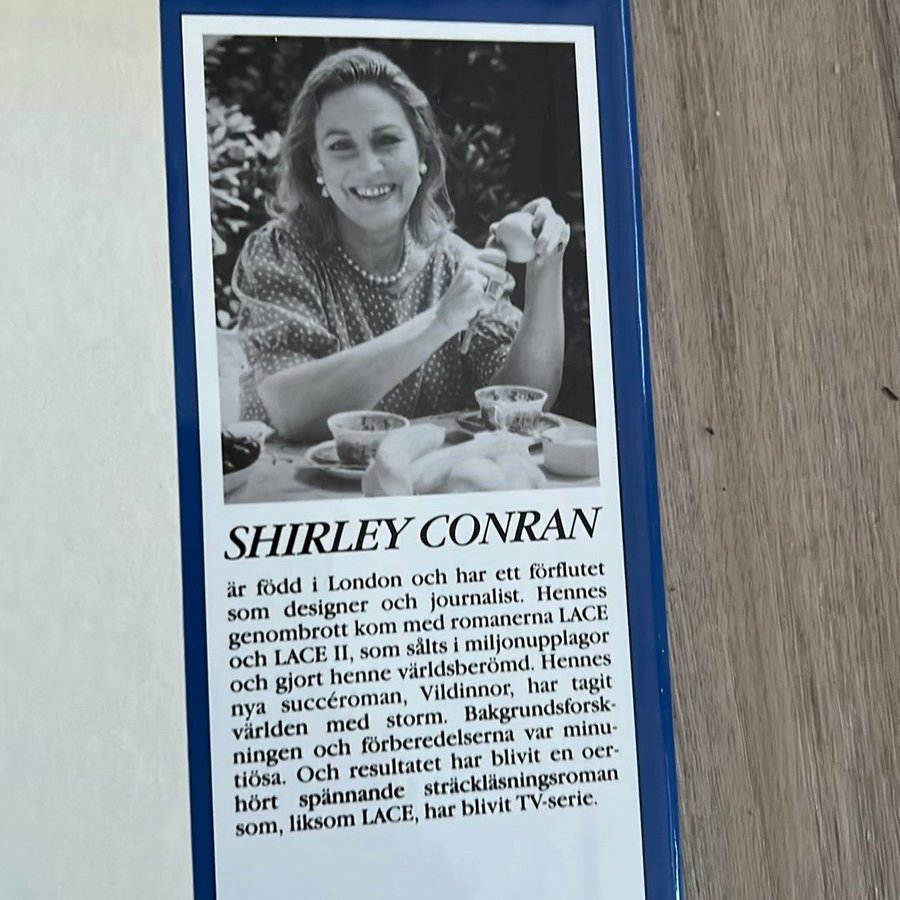 SHIRLEY CONRAN
är född i London och har ett förflutet
som designer och journalist. Hennes
genombrott kom med romanerna LACE
och LACE II, som sålts i miljonupplagor
och gjort henne världsberömd. Hennes
nya succéroman, Vildinnor, har tagit
världen med storm. Bakgrundsforsk-
ningen och förberedelserna var minu-
tiösa. Och resultatet har blivit en oer-
hört spännande sträckläsningsroman
som, liksom LACE, har blivit TV-serie.